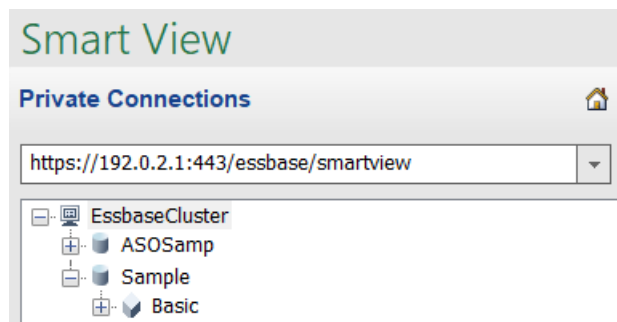 Smart View
Private Connections
https://192.0.2.1:443/essbase/smartview
EssbaseCluster
ASOSamp
Sample
Basic